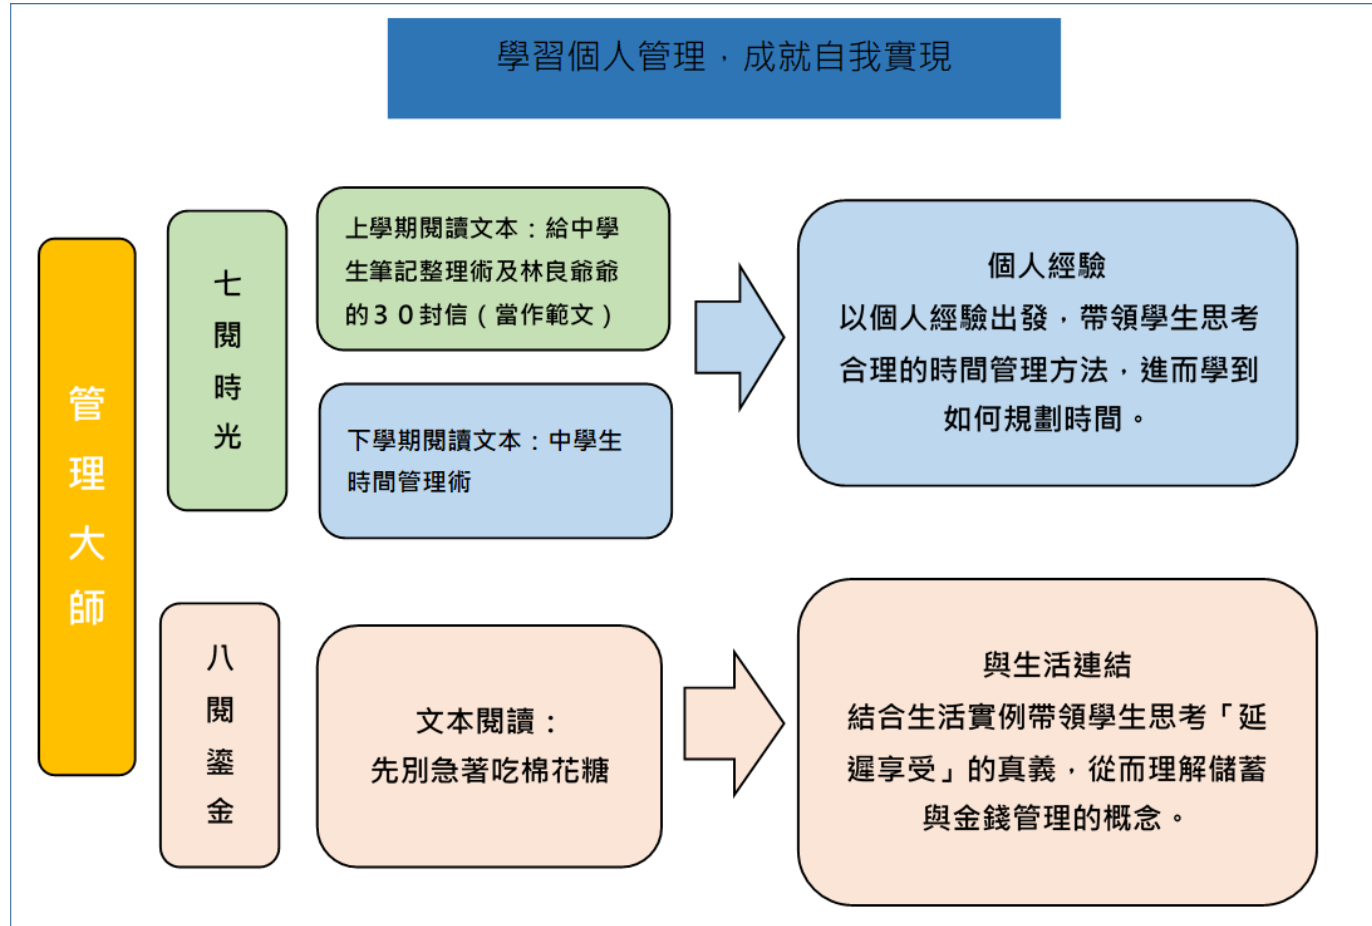 學習個人管理，成就自我實現
管理大師
七閱時光
上學期閱讀文本：給中學
生筆記整理術及林良爺爺
的３０封信（當作範文）
下學期閱讀文本：中學生
時間管理術
個人經驗
以個人經驗出發，帶領學生思考
合理的時間管理方法，進而學到
如何規劃時間。
八閱鎏金
文本閱讀：
先別急著吃棉花糖
與生活連結
結合生活實例帶領學生思考「延
遲享受」的真義，從而理解儲蓄
與金錢管理的概念。